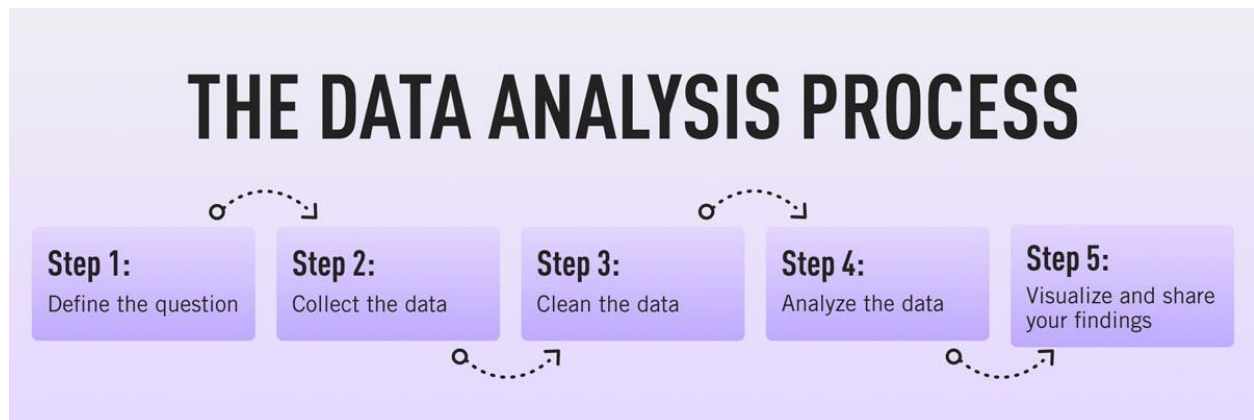 THE DATA ANALYSIS PROCESS
Step 1:
Define the question
Step 2:
Collect the data
Step 3:
Clean the data
Step 4:
Analyze the data
Step 5:
Visualize and share
your findings